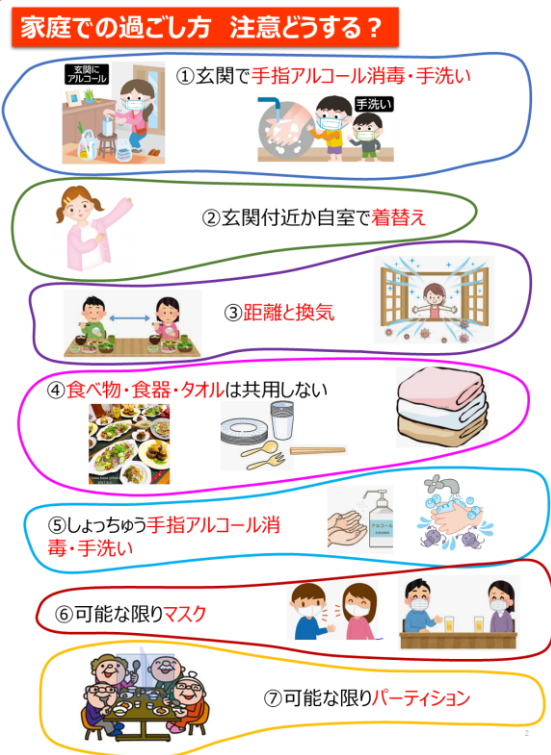 家庭での過ごし方 注意どうする？
玄関に
アルコール
①玄関で手指アルコール消毒・手洗い
手洗い
②玄関付近か自室で着替え
③距離と換気
④食べ物・食器・タオルは共用しない
⑤しょっちゅう手指アルコール消
毒・手洗い
アルコール
⑥可能な限りマスク
⑦可能な限りパーティション
2